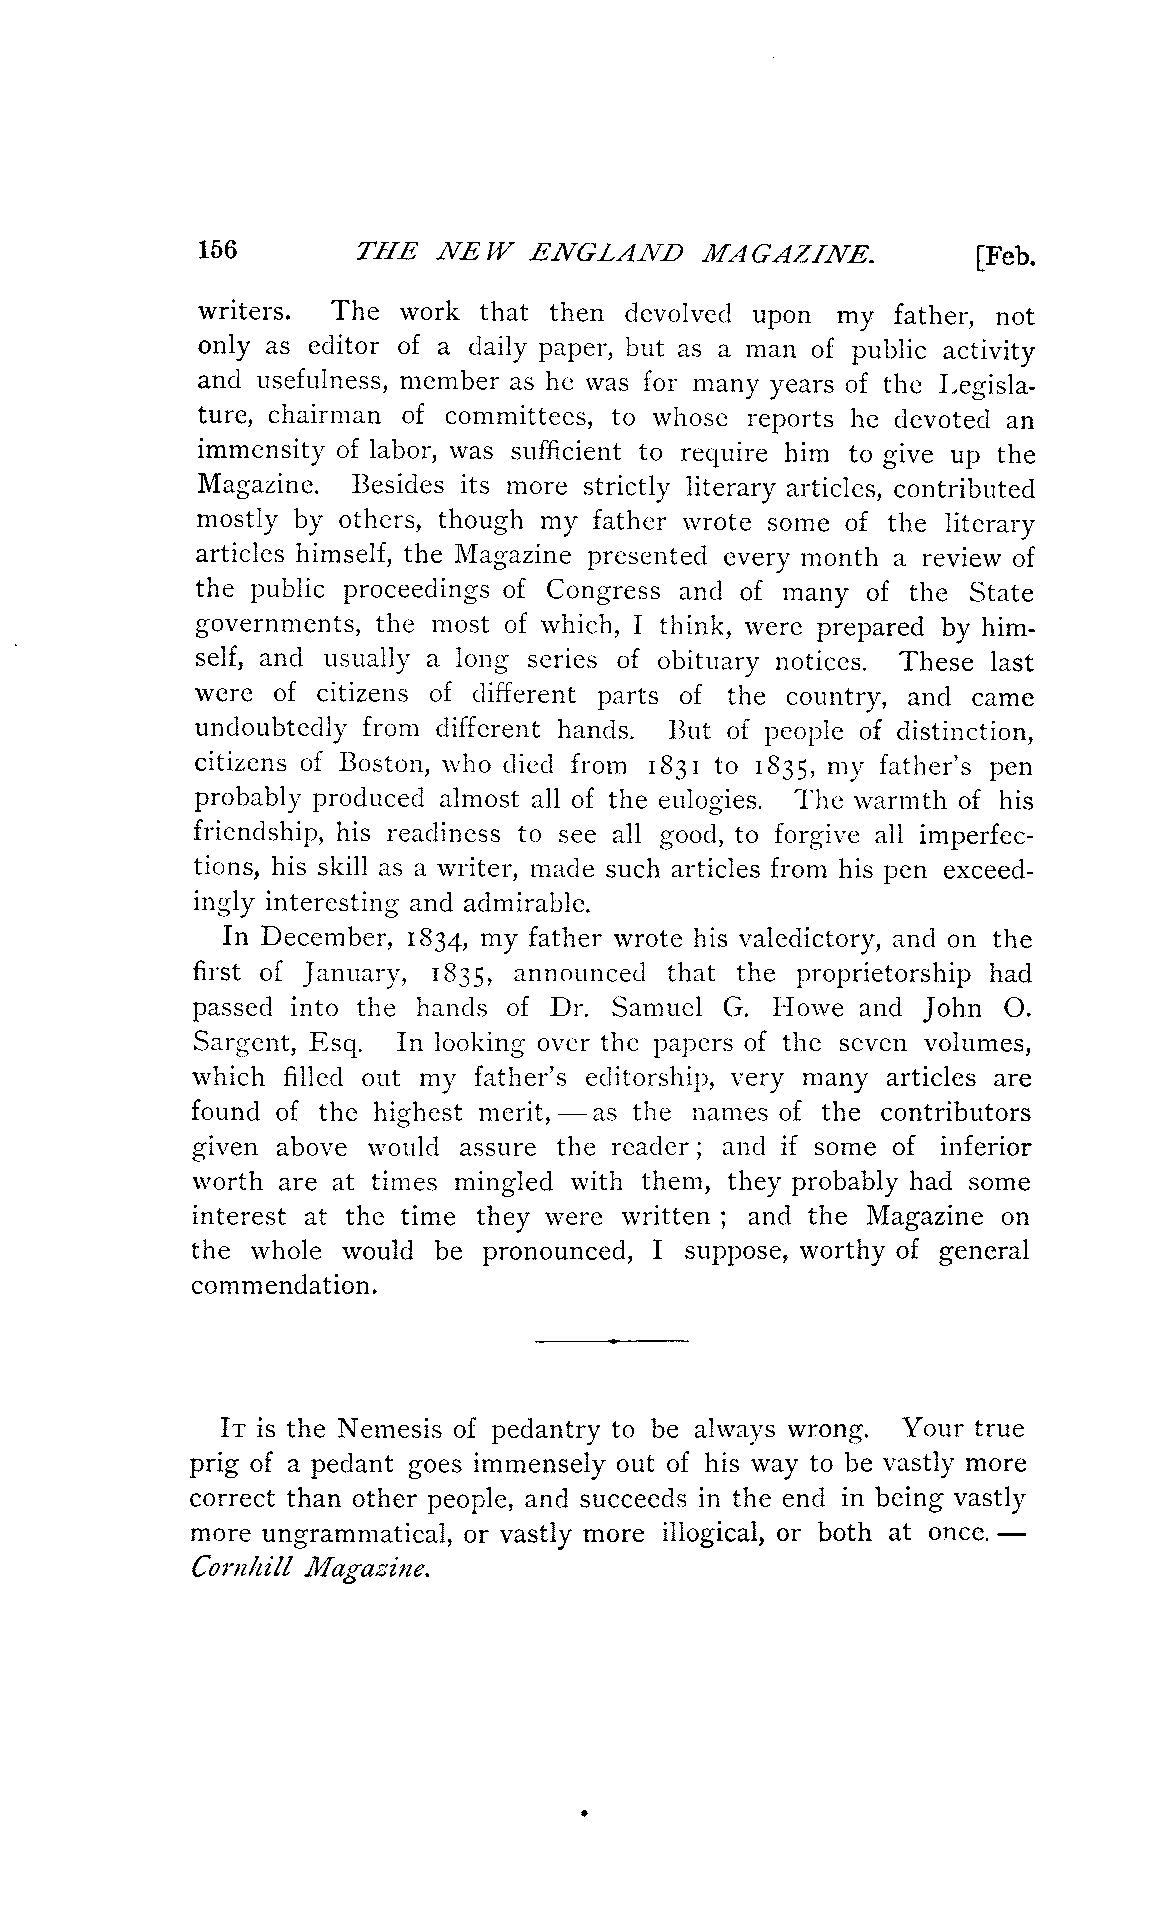 156 THE NEW ENGLAND MAGAZINE. [Feb.
writers. The work that then devolved upon my father, not
only as editor of a daily paper, but as a man of public activity
and usefulness, member as he was for many years of the Legisla-
ture, chairman of committees, to whose reports he devoted an
immensity of labor, was sufficient to require him to give up the
Magazine. Besides its more strictly literary articles, contributed
mostly by others, though my father wrote some of the literary
articles himself, the Magazine presented every month a review of
the public proceedings of Congress and of many of the State
governments, the most of which, I think, were prepared by him-
self, and usually a long series of obituary notices. These last
were of citizens of different parts of the country, and came
undoubtedly from different hands. But of people of distinction,
citizens of Boston, who died from 1831 to 1835, my father's pen
probably produced almost all of the eulogies. The warmth of his
friendship, his readiness to see all good, to forgive all imperfec-
tions, his skill as a writer, made such articles from his pen exceed-
ingly interesting and admirable.
In December, 1834, my father wrote his valedictory, and on the
first of January, 1835, announced that the proprietorship had
passed into the hands of Dr. Samuel G. Howe and John O.
Sargent, Esq. In looking over the papers of the seven volumes,
which filled out my father's editorship, very many articles are
found of the highest merit, — as the names of the contributors
given above would assure the reader; and if some of inferior
worth are at times mingled with them, they probably had some
interest at the time they were written; and the Magazine on
the whole would be pronounced, I suppose, worthy of general
commendation.
IT is the Nemesis of pedantry to be always wrong. Your true
prig of a pedant goes immensely out of his way to be vastly more
correct than other people, and succeeds in the end in being vastly
more ungrammatical, or vastly more illogical, or both at once. —
Cornhill Magazine.